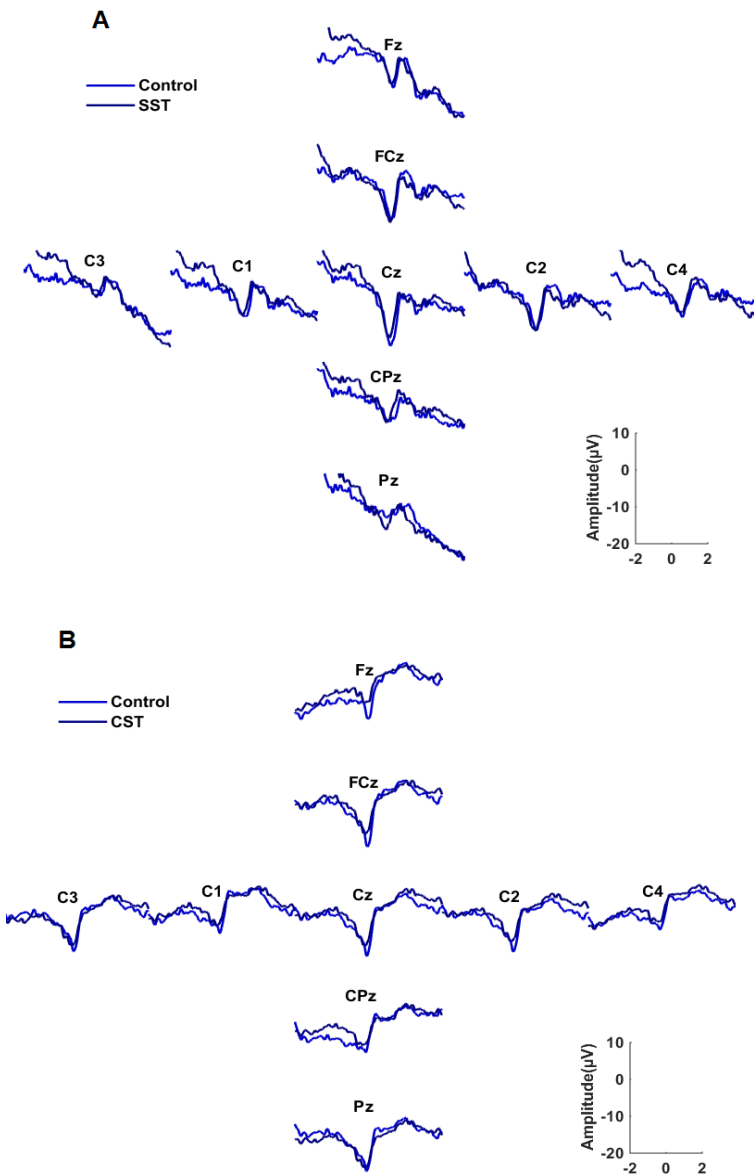 A
Fz
Control
SST
FCz
C3
C1
Cz
C2
C4
CPz
10
0
-10
-20
Amplitude(µV)
-2 0 2
Pz
B
Fz
Control
CST
FCz
C3
C1
Cz
C2
C4
CPz
10
0
-10
-20
Amplitude(µV)
-2 0 2
Pz